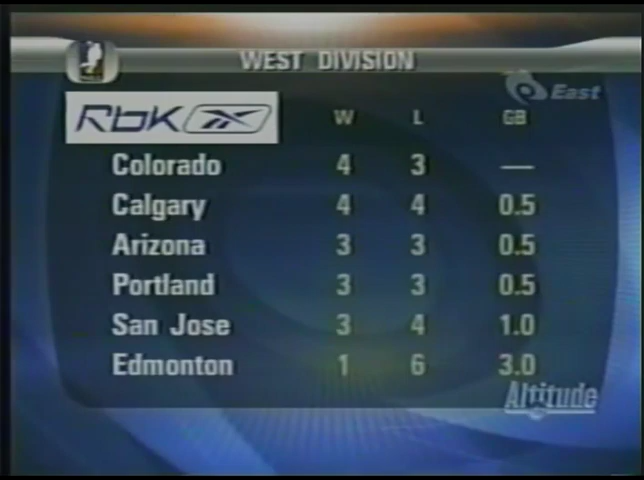 WEST DIVISION
East
Rbk W L GB
Colorado 4 3 —
Calgary 4 4 0.5
Arizona 3 3 0.5
Portland 3 3 0.5
San Jose 3 4 1.0
Edmonton 1 6 3.0
Altitude